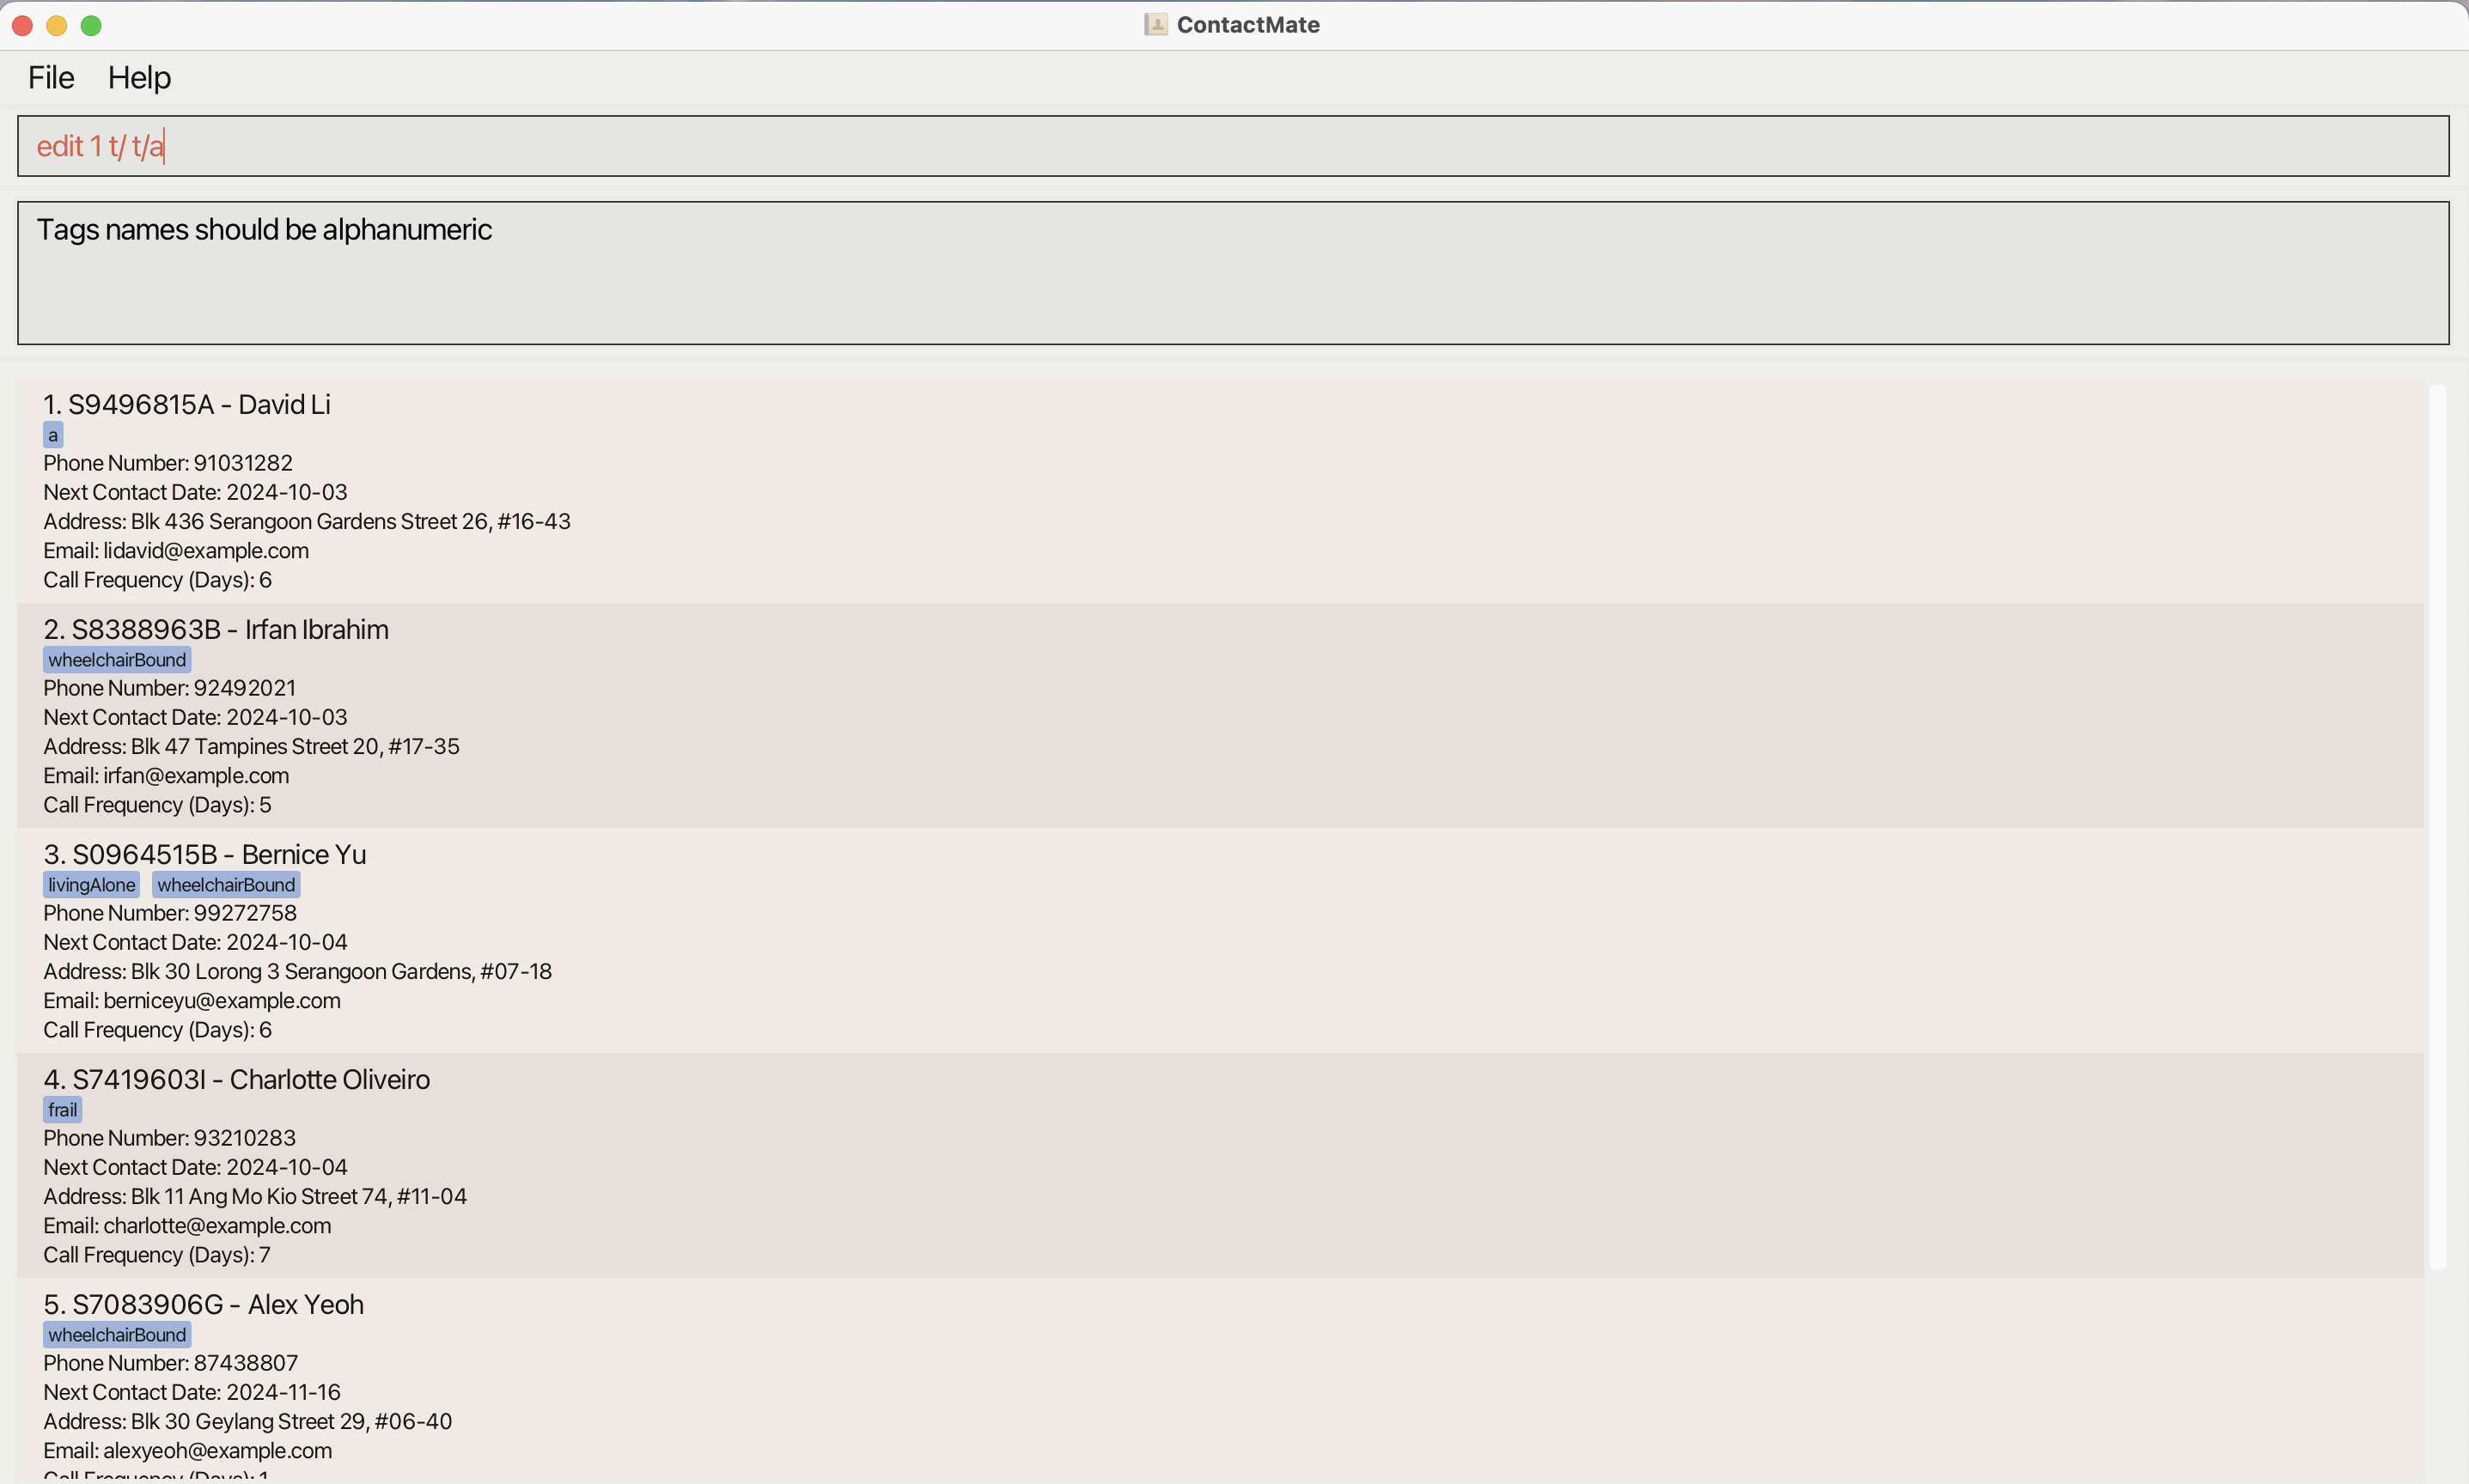 ContactMate
File Help
edit 1 t/ t/a
Tags names should be alphanumeric
1. S9496815A - David Li
a
Phone Number: 91031282
Next Contact Date: 2024-10-03
Address: Blk 436 Serangoon Gardens Street 26, #16-43
Email: lidavid@example.com
Call Frequency (Days): 6
2. S8388963B - Irfan Ibrahim
wheelchairBound
Phone Number: 92492021
Next Contact Date: 2024-10-03
Address: Blk 47 Tampines Street 20, #17-35
Email: irfan@example.com
Call Frequency (Days): 5
3. S0964515B - Bernice Yu
livingAlone wheelchairBound
Phone Number: 99272758
Next Contact Date: 2024-10-04
Address: Blk 30 Lorong 3 Serangoon Gardens, #07-18
Email: berniceyu@example.com
Call Frequency (Days): 6
4. S7419603I - Charlotte Oliveiro
frail
Phone Number: 93210283
Next Contact Date: 2024-10-04
Address: Blk 11 Ang Mo Kio Street 74, #11-04
Email: charlotte@example.com
Call Frequency (Days): 7
5. S7083906G - Alex Yeoh
wheelchairBound
Phone Number: 87438807
Next Contact Date: 2024-11-16
Address: Blk 30 Geylang Street 29, #06-40
Email: alexyeoh@example.com
Call Frequency (Days): 1